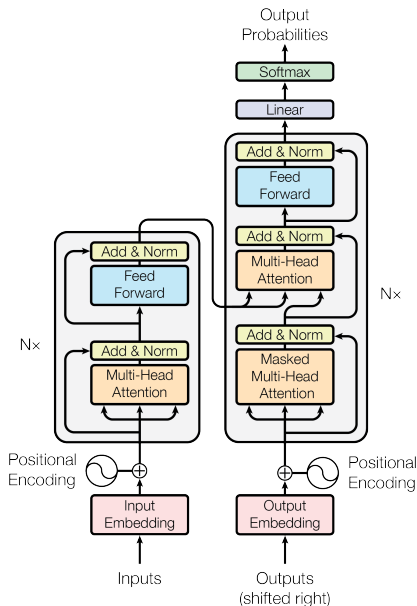 Output
Probabilities
Softmax
Linear
Add & Norm
Feed
Forward
Add & Norm
Multi-Head
Attention
N×
Add & Norm
Masked
Multi-Head
Attention
Add & Norm
Feed
Forward
N×
Add & Norm
Multi-Head
Attention
Positional
Encoding
Positional
Encoding
Input
Embedding
Output
Embedding
Inputs
Outputs
(shifted right)